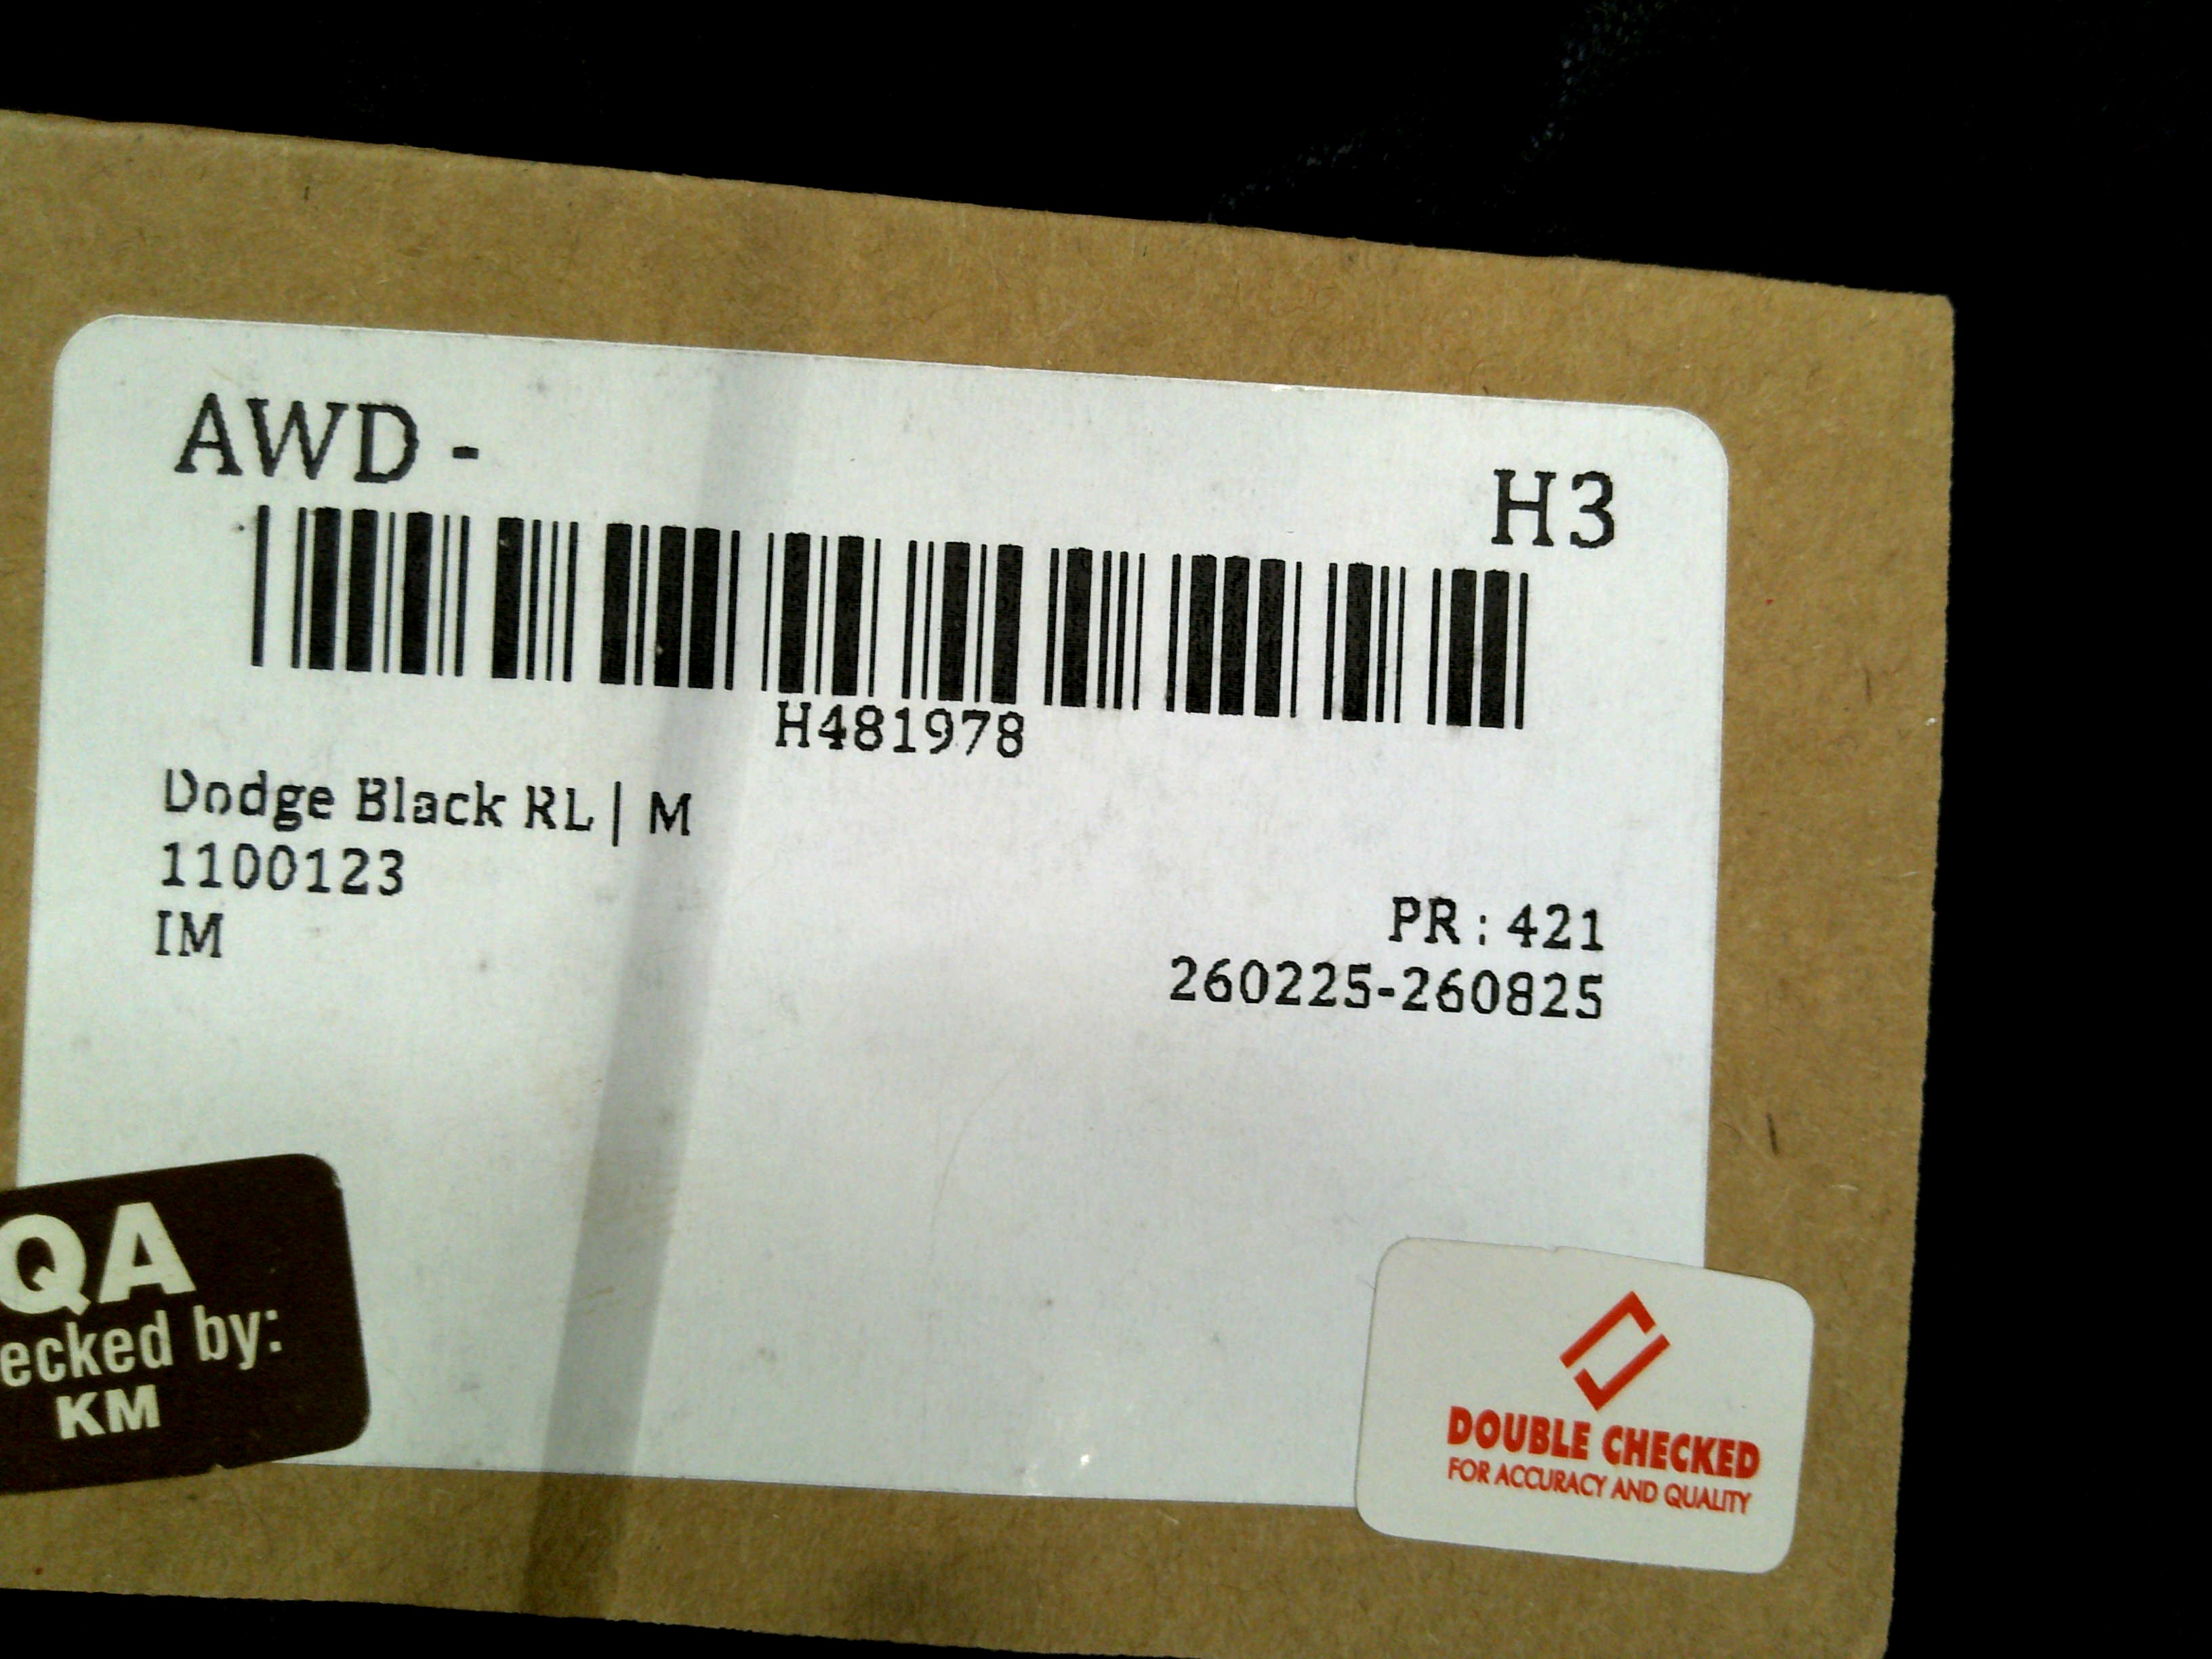 AWD -
H3
H481978
Dodge Black RL | M
1100123
IM
PR : 421
260225-260825
QA
ecked by:
KM
DOUBLE CHECKED
FOR ACCURACY AND QUALITY